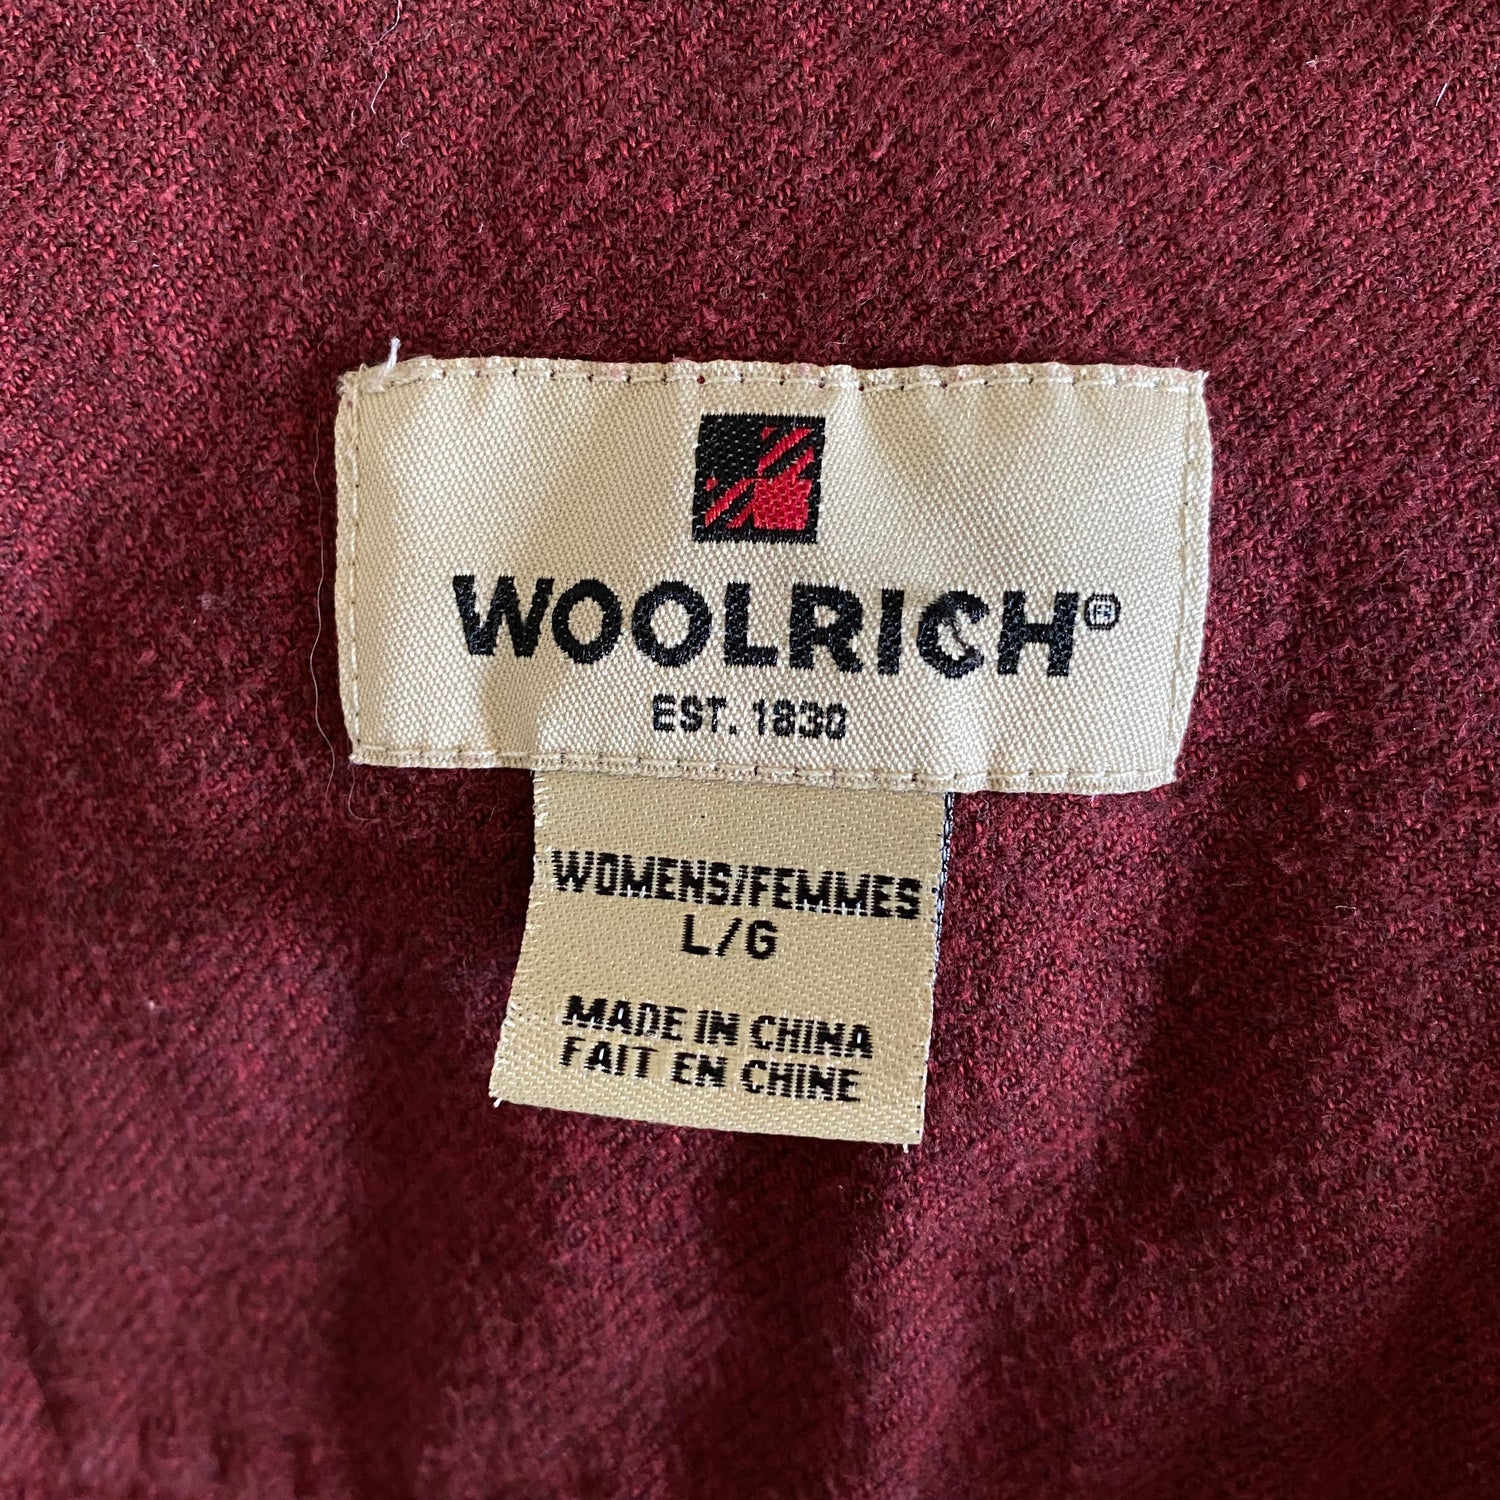 WOOLRICH®
EST. 1830
WOMENS/FEMMES
L/G
MADE IN CHINA
FAIT EN CHINE